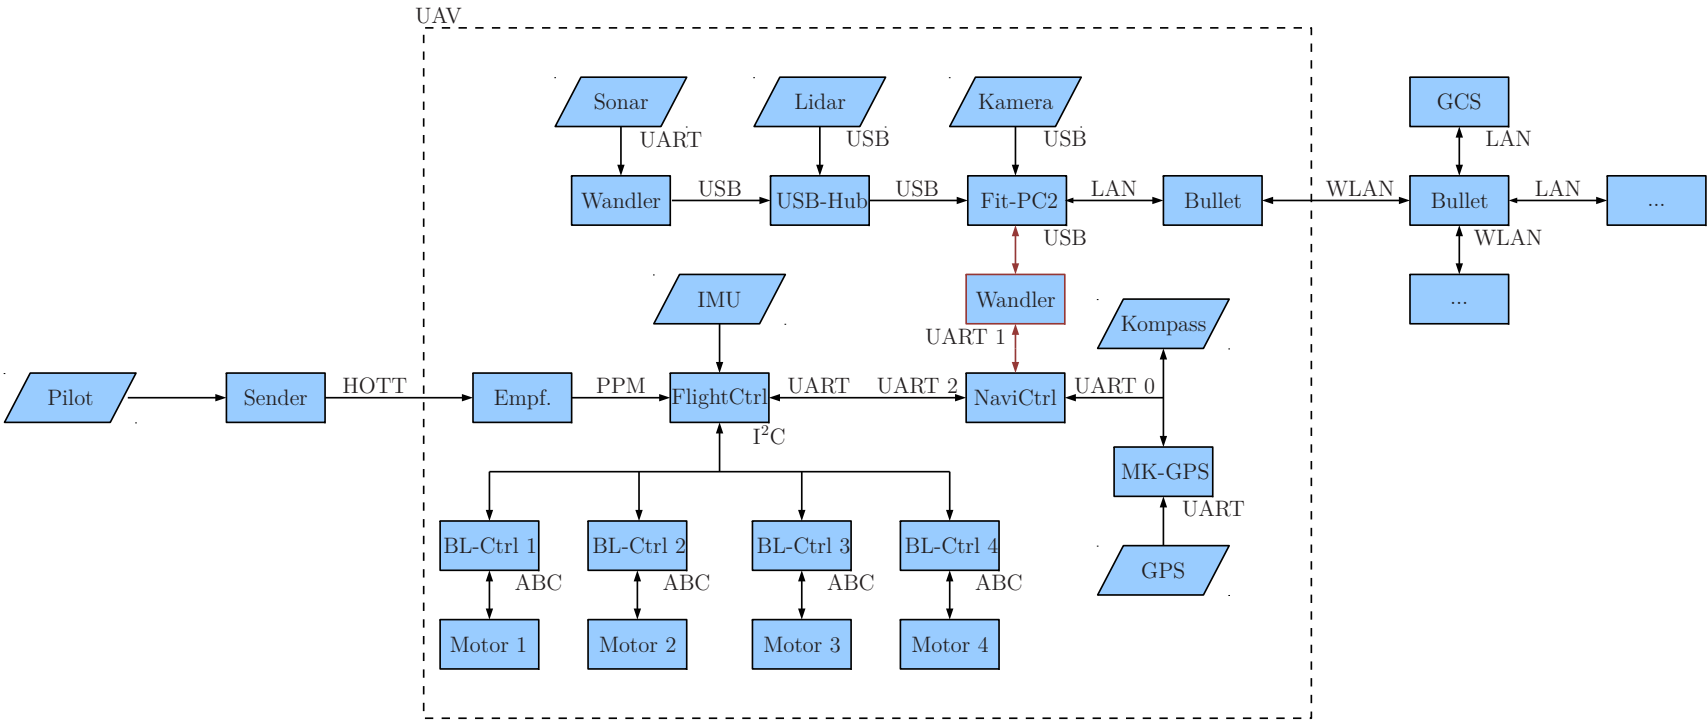 UAV
Sonar
Lidar
Kamera
GCS
UART
USB
USB
LAN
Wandler
USB
USB-Hub
USB
Fit-PC2
LAN
Bullet
WLAN
Bullet
LAN
...
USB
WLAN
IMU
Wandler
...
Kompass
UART 1
Pilot
Sender
HOTT
Empf.
PPM
FlightCtrl
UART
UART 2
NaviCtrl
UART 0
I²C
MK-GPS
UART
BL-Ctrl 1
BL-Ctrl 2
BL-Ctrl 3
BL-Ctrl 4
GPS
ABC
ABC
ABC
ABC
Motor 1
Motor 2
Motor 3
Motor 4